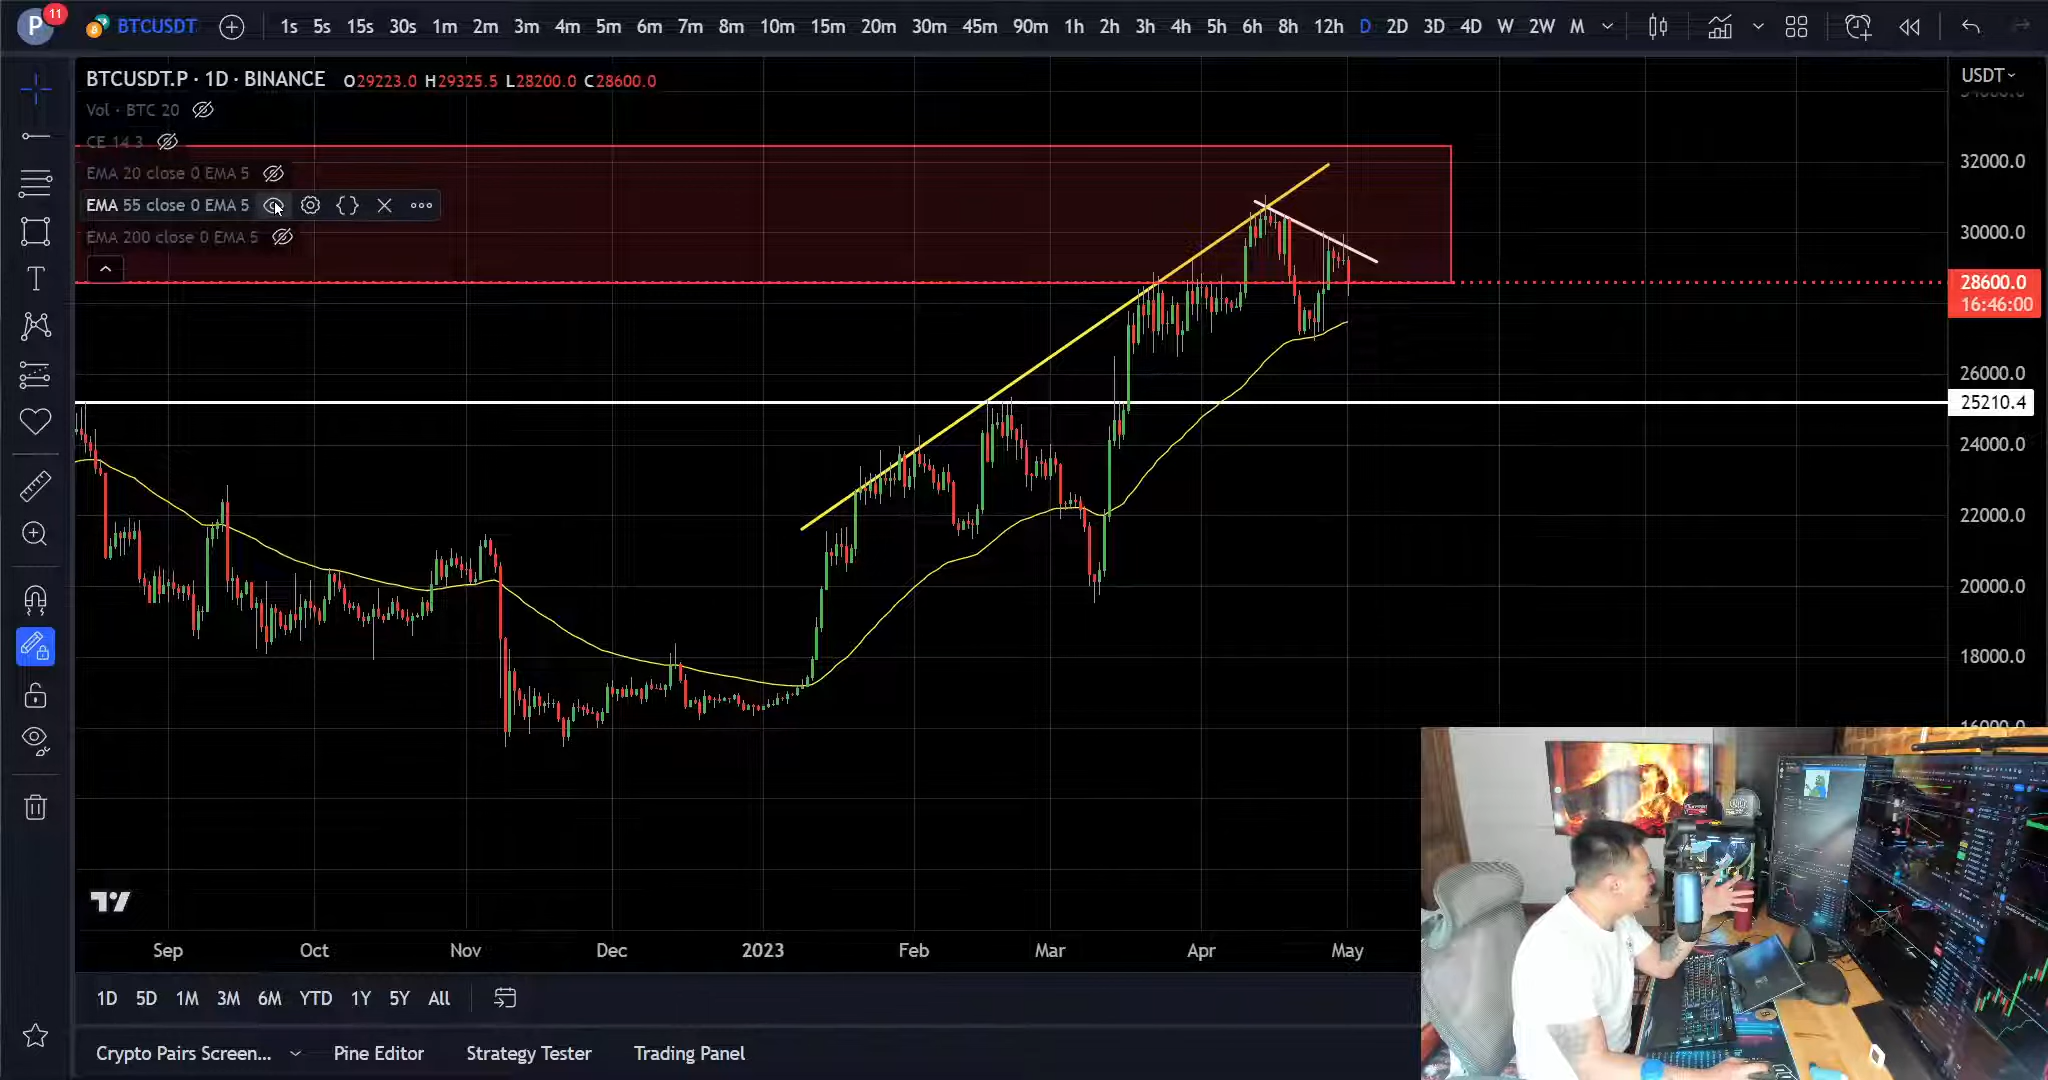 P 11 BTCUSDT 1s 5s 15s 30s 1m 2m 3m 4m 5m 6m 7m 8m 10m 15m 20m 30m 45m 90m 1h 2h 3h 4h 5h 6h 8h 12h D 2D 3D 4D W 2W M
BTCUSDT.P · 1D · BINANCE O29223.0 H29325.5 L28200.0 C28600.0
USDT
Vol · BTC 20
34000.0
CE 14 3
32000.0
EMA 20 close 0 EMA 5
EMA 55 close 0 EMA 5
EMA 200 close 0 EMA 5
30000.0
28600.0
16:46:00
26000.0
25210.4
24000.0
22000.0
20000.0
18000.0
16000.0
Sep Oct Nov Dec 2023 Feb Mar Apr May
1D 5D 1M 3M 6M YTD 1Y 5Y All
Crypto Pairs Screen... Pine Editor Strategy Tester Trading Panel